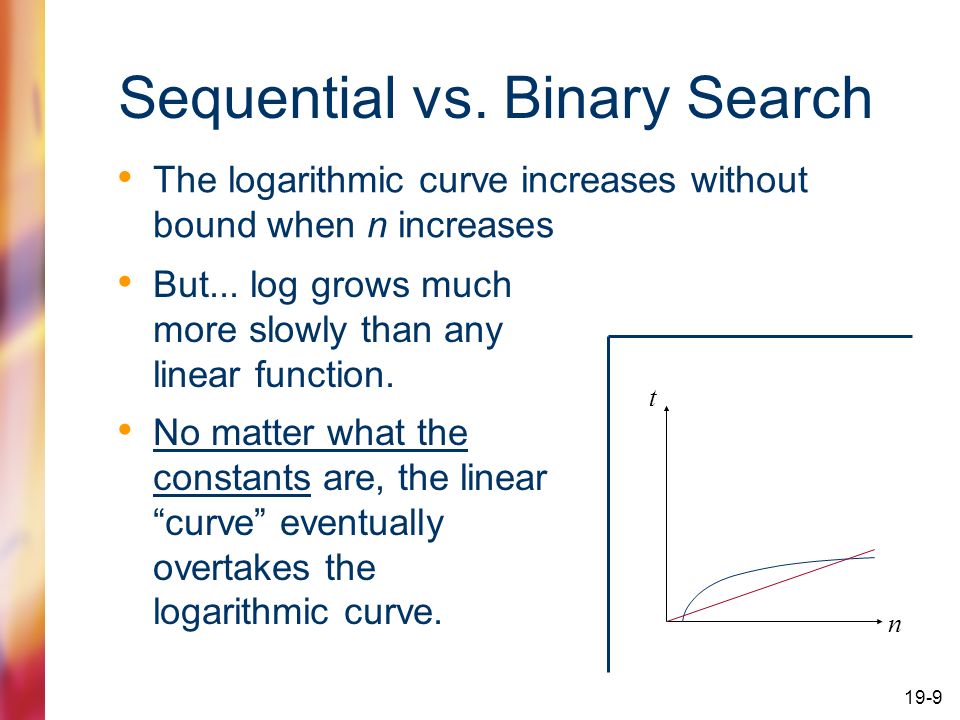 Sequential vs. Binary Search
• The logarithmic curve increases without
bound when n increases
• But... log grows much
more slowly than any
linear function.
• No matter what the
constants are, the linear
“curve” eventually
overtakes the
logarithmic curve.
t
n
19-9